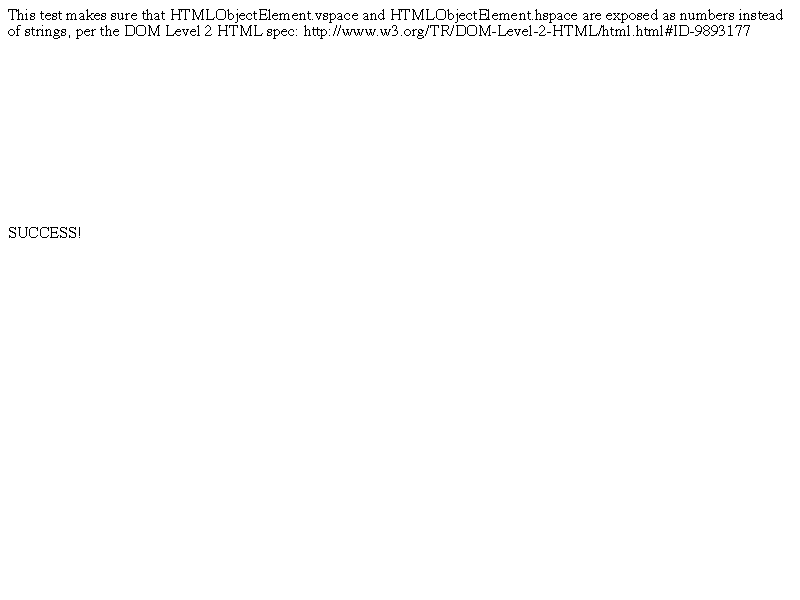 This test makes sure that HTMLObjectElement.vspace and HTMLObjectElement.hspace are exposed as numbers instead
of strings, per the DOM Level 2 HTML spec: http://www.w3.org/TR/DOM-Level-2-HTML/html.html#ID-9893177
SUCCESS!